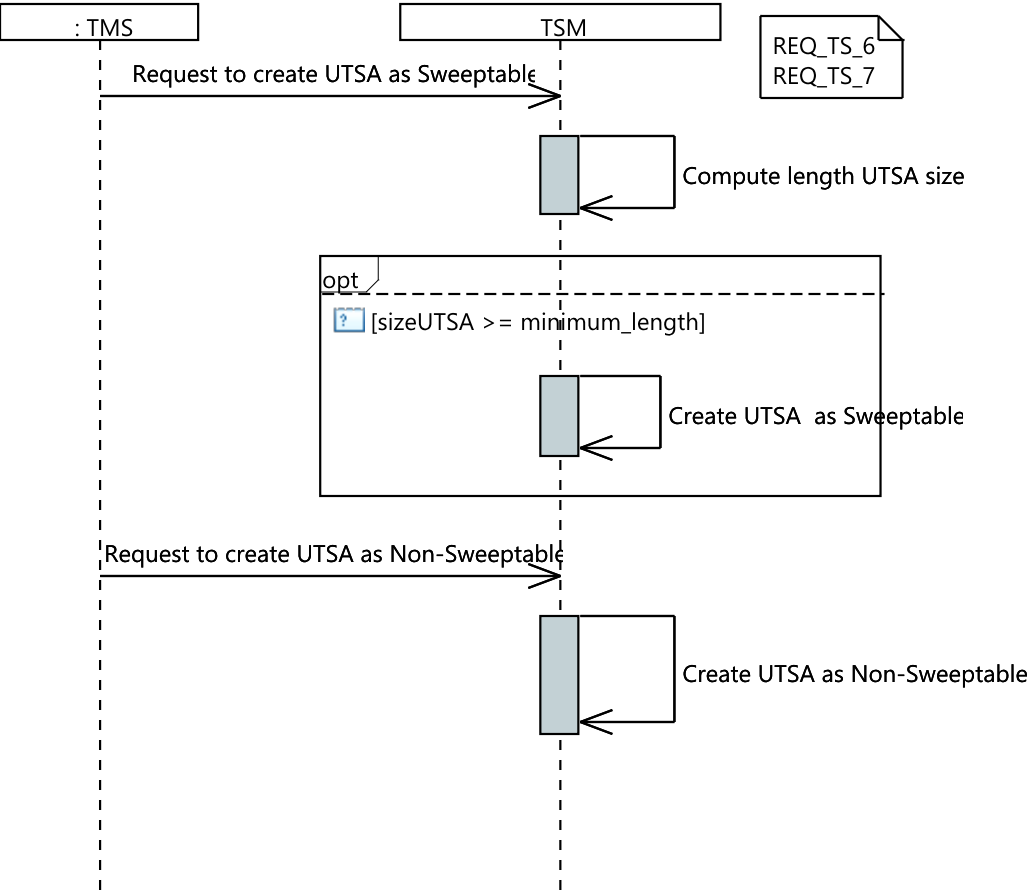 : TMS
TSM
REQ_TS_6
REQ_TS_7
Request to create UTSA as Sweeptable
Compute length UTSA size
opt
? [sizeUTSA >= minimum_length]
Create UTSA  as Sweeptable
Request to create UTSA as Non-Sweeptable
Create UTSA as Non-Sweeptable